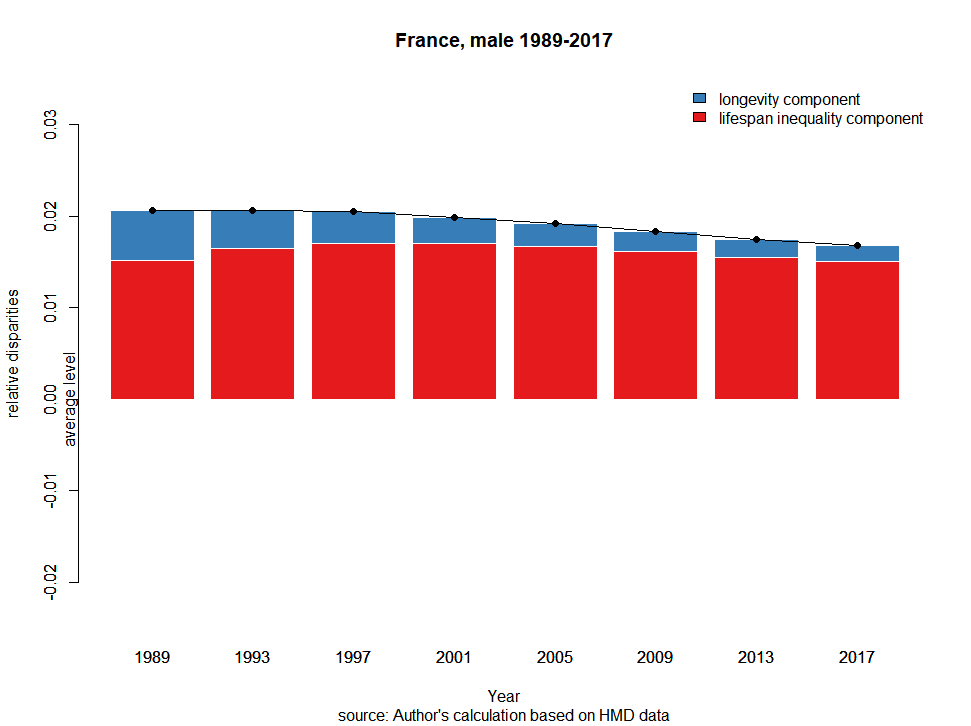 France, male 1989-2017
longevity component
lifespan inequality component
0.03
0.02
0.01
0.00
-0.01
-0.02
relative disparities
average level
1989 1993 1997 2001 2005 2009 2013 2017
Year
source: Author's calculation based on HMD data